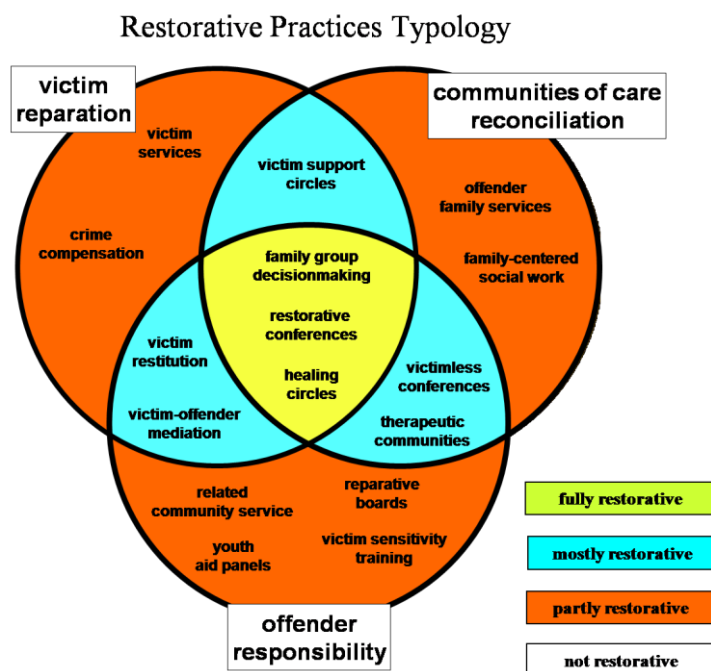 Restorative Practices Typology
victim
reparation
communities of care
reconciliation
victim
services
victim support
circles
offender
family services
crime
compensation
family-centered
social work
family group
decisionmaking
restorative
conferences
healing
circles
victim
restitution
victim-offender
mediation
victimless
conferences
therapeutic
communities
related
community service
reparative
boards
youth
aid panels
victim sensitivity
training
offender
responsibility
fully restorative
mostly restorative
partly restorative
not restorative